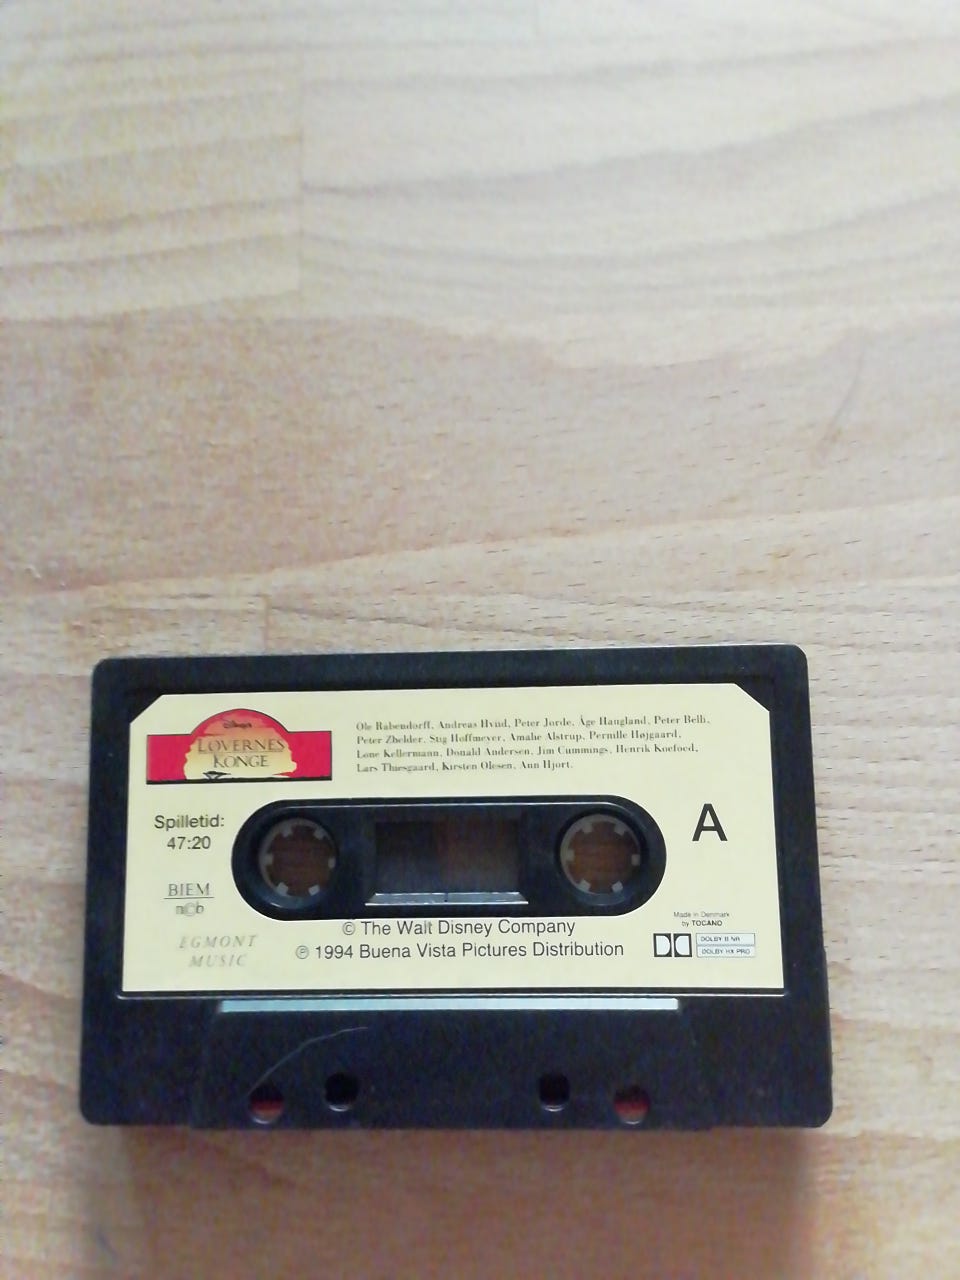 Disney's
LØVERNES
KONGE
Ole Rabendorff, Andreas Hviid, Peter Jorde, Åge Haugland, Peter Belli,
Peter Zhelder, Stig Hoffmeyer, Amalie Alstrup, Pernille Højgaard,
Lone Kellermann, Donald Andersen, Jim Cummings, Henrik Koefoed,
Lars Thiesgaard, Kirsten Olesen, Ann Hjort.
Spilletid:
47:20
A
BIEM
n©b
EGMONT
MUSIC
© The Walt Disney Company
℗ 1994 Buena Vista Pictures Distribution
Made in Denmark
by TOCANO
DOLBY B NR
DOLBY HX PRO